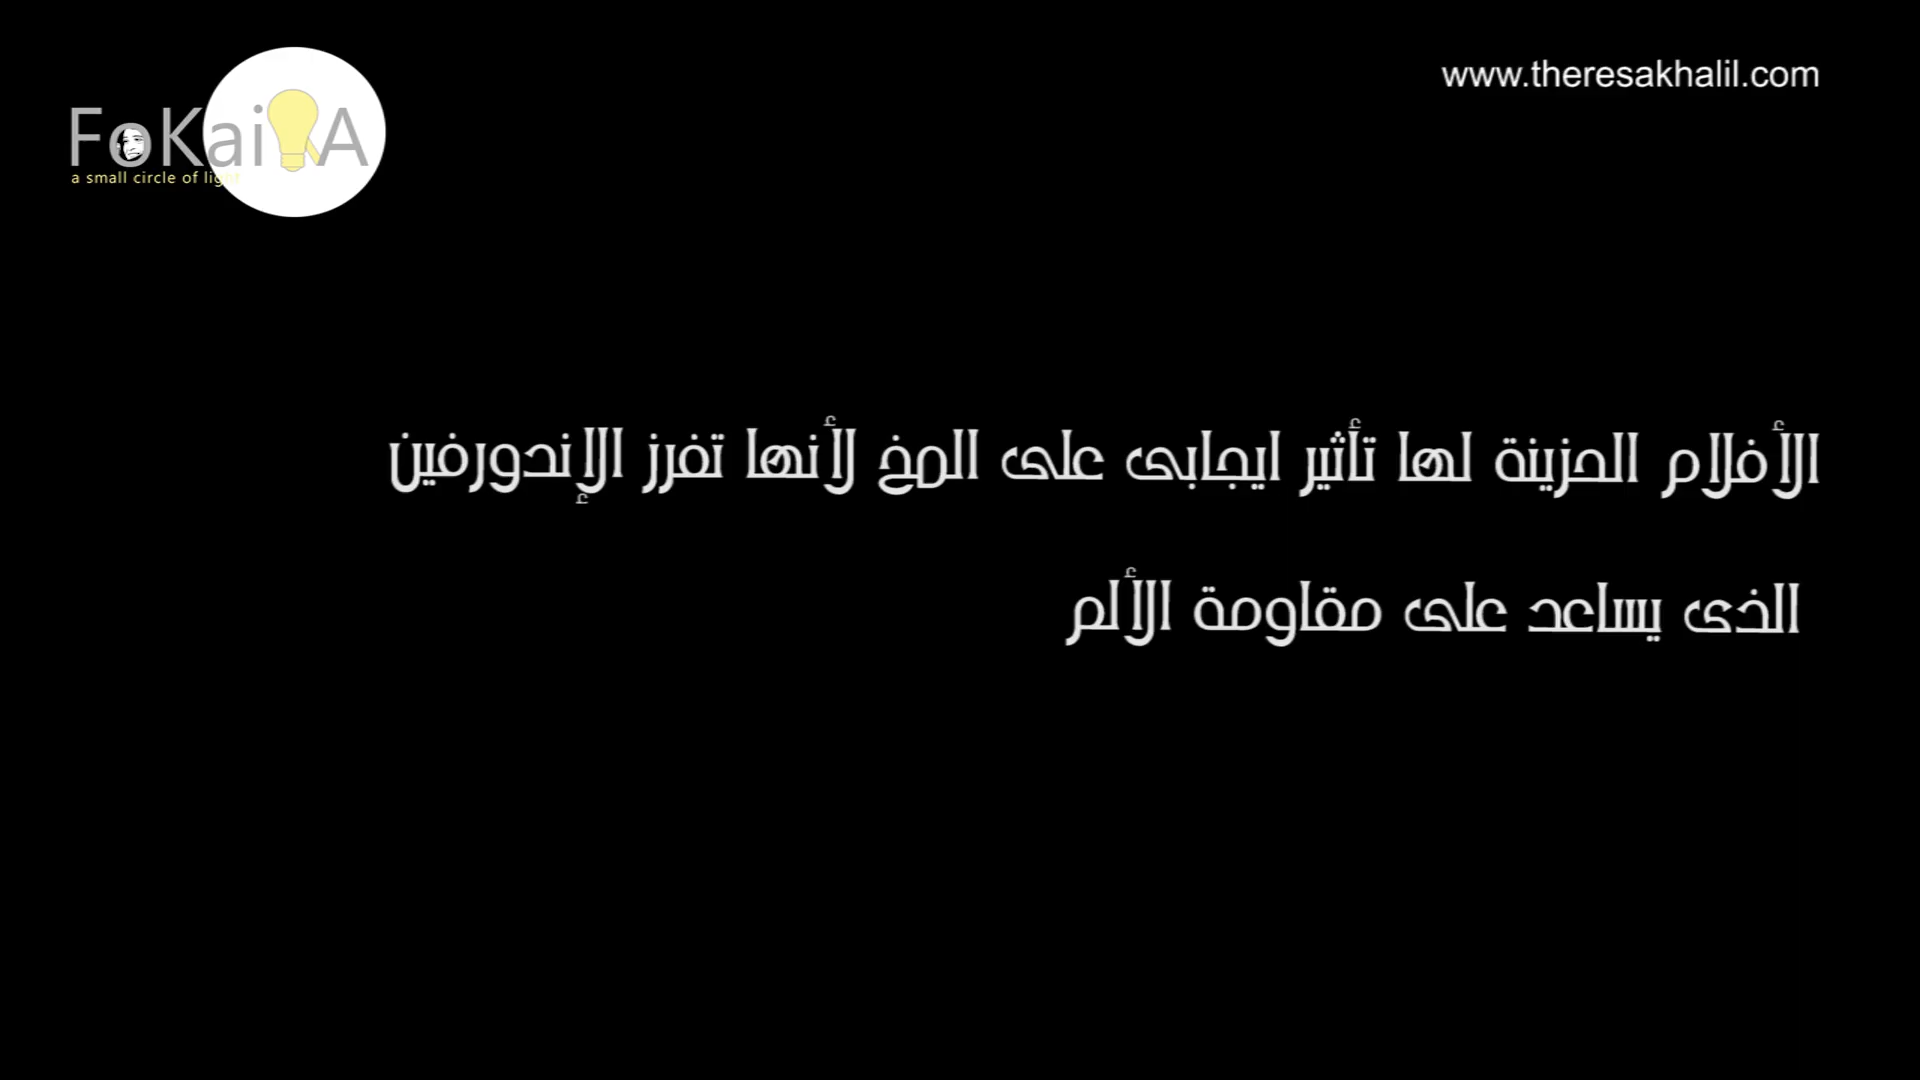 www.theresakhalil.com
FoKairA
a small circle of light
الأفلام الحزينة لها تأثير ايجابى على المخ لأنها تفرز الإندورفين
الذى يساعد على مقاومة الألم